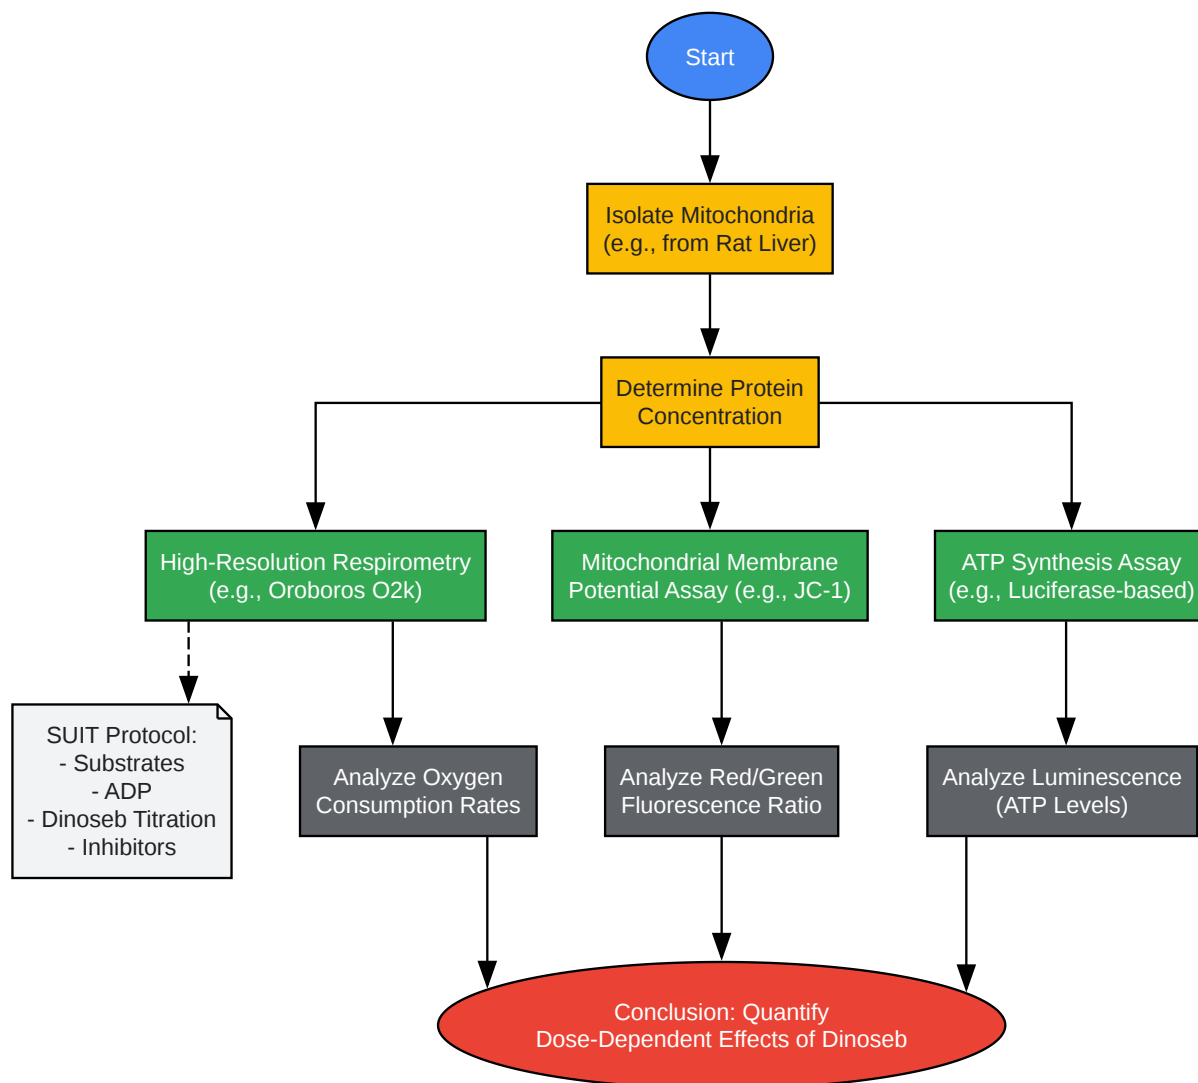 Start
Isolate Mitochondria
(e.g., from Rat Liver)
Determine Protein
Concentration
High-Resolution Respirometry
(e.g., Oroboros O2k)
Mitochondrial Membrane
Potential Assay (e.g., JC-1)
ATP Synthesis Assay
(e.g., Luciferase-based)
SUIT Protocol:
- Substrates
- ADP
- Dinoseb Titration
- Inhibitors
Analyze Oxygen
Consumption Rates
Analyze Red/Green
Fluorescence Ratio
Analyze Luminescence
(ATP Levels)
Conclusion: Quantify
Dose-Dependent Effects of Dinoseb